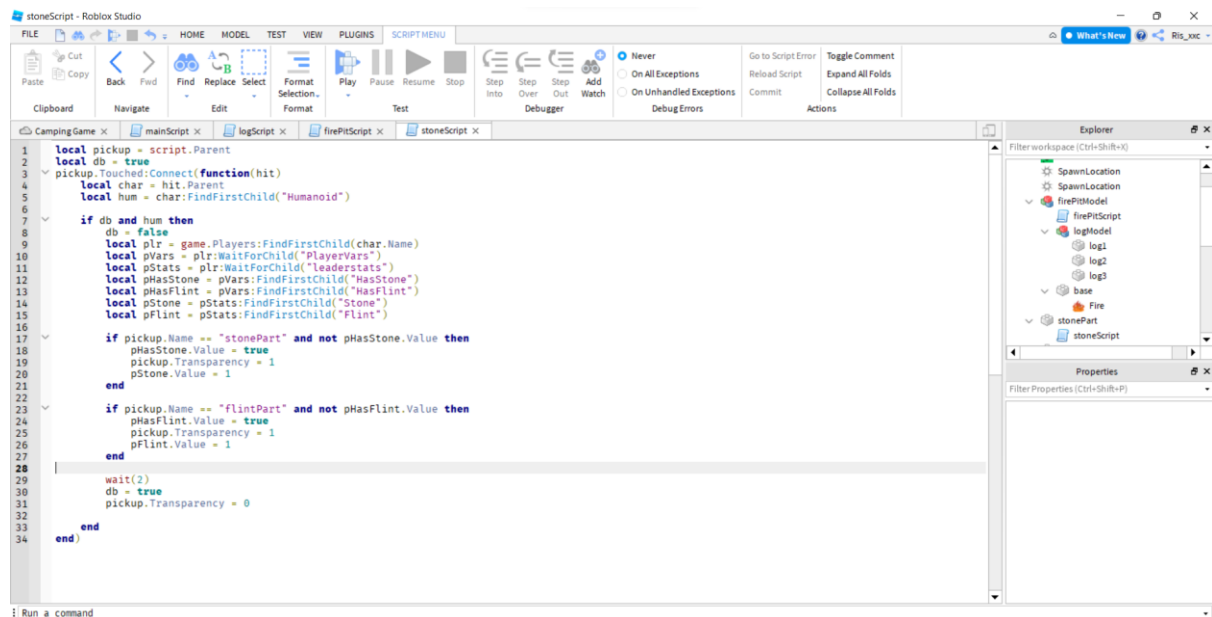 stoneScript - Roblox Studio
FILE HOME MODEL TEST VIEW PLUGINS SCRIPT MENU What's New Ris_xxc
Paste Cut Copy Back Fwd Find Replace Select Format Selection Play Pause Resume Stop Step Into Step Over Step Out Add Watch
Never
On All Exceptions
On Unhandled Exceptions
Go to Script Error Toggle Comment
Reload Script Expand All Folds
Commit Collapse All Folds
Clipboard Navigate Edit Format Test Debugger Debug Errors Actions
Camping Game × mainScript × logScript × firePitScript × stoneScript ×
1 local pickup = script.Parent
2 local db = true
3 pickup.Touched:Connect(function(hit)
4 local char = hit.Parent
5 local hum = char:FindFirstChild("Humanoid")
6
7 if db and hum then
8 db = false
9 local plr = game.Players:FindFirstChild(char.Name)
10 local pVars = plr:WaitForChild("PlayerVars")
11 local pStats = plr:WaitForChild("leaderstats")
12 local pHasStone = pVars:FindFirstChild("HasStone")
13 local pHasFlint = pVars:FindFirstChild("HasFlint")
14 local pStone = pStats:FindFirstChild("Stone")
15 local pFlint = pStats:FindFirstChild("Flint")
16
17 if pickup.Name == "stonePart" and not pHasStone.Value then
18 pHasStone.Value = true
19 pickup.Transparency = 1
20 pStone.Value = 1
21 end
22
23 if pickup.Name == "flintPart" and not pHasFlint.Value then
24 pHasFlint.Value = true
25 pickup.Transparency = 1
26 pFlint.Value = 1
27 end
28
29 wait(2)
30 db = true
31 pickup.Transparency = 0
32
33 end
34 end)
Explorer
Filter workspace (Ctrl+Shift+X)
SpawnLocation
SpawnLocation
firePitModel
firePitScript
logModel
log1
log2
log3
base
Fire
stonePart
stoneScript
Properties
Filter Properties (Ctrl+Shift+P)
Run a command